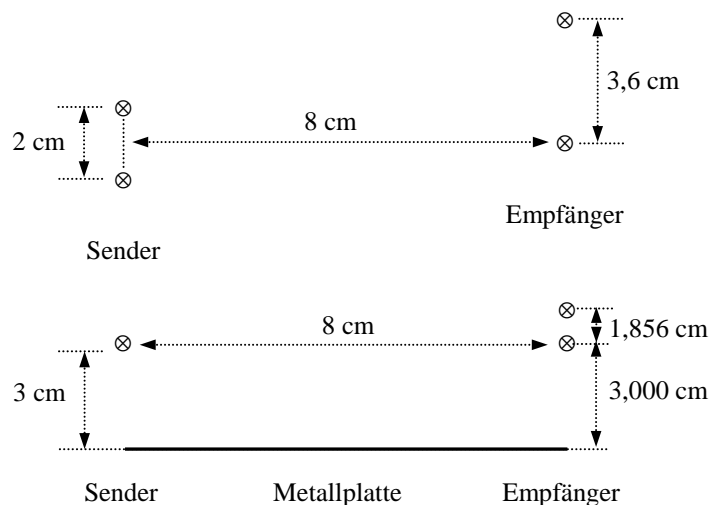 3,6 cm
8 cm
2 cm
Empfänger
Sender
8 cm
1,856 cm
3 cm
3,000 cm
Sender Metallplatte Empfänger